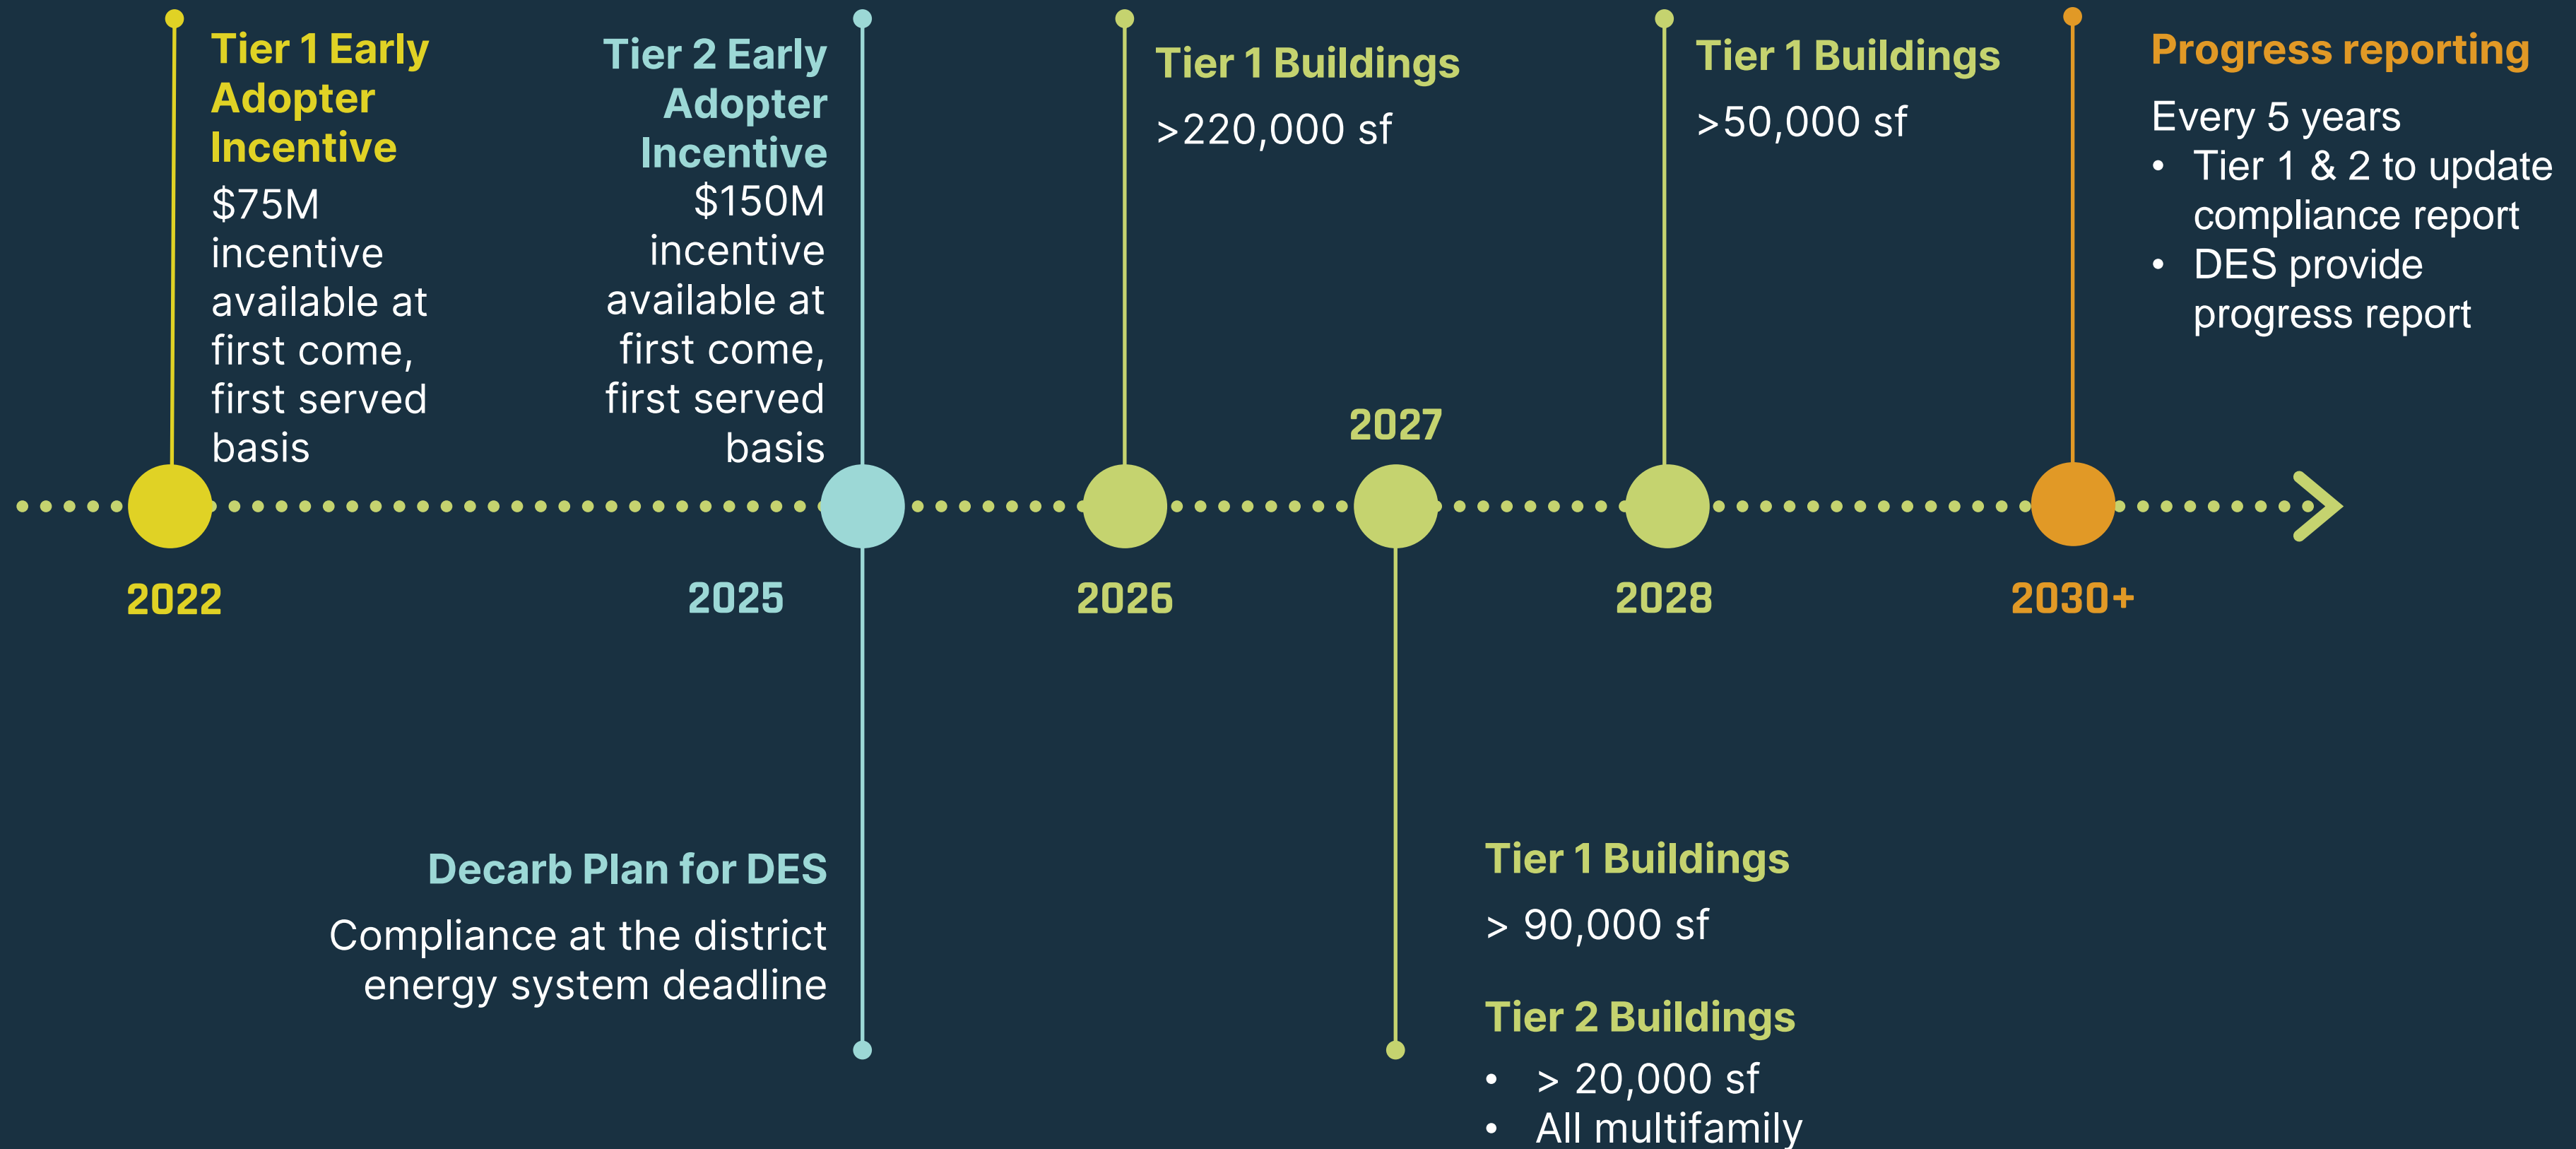 Tier 1 Early
Adopter
Incentive
$75M
incentive
available at
first come,
first served
basis
2022
Tier 2 Early
Adopter
Incentive
$150M
incentive
available at
first come,
first served
basis
2025
Decarb Plan for DES
Compliance at the district
energy system deadline
Tier 1 Buildings
>220,000 sf
2026
2027
Tier 1 Buildings
> 90,000 sf
Tier 2 Buildings
• > 20,000 sf
• All multifamily
Tier 1 Buildings
>50,000 sf
2028
Progress reporting
Every 5 years
• Tier 1 & 2 to update
compliance report
• DES provide
progress report
2030+